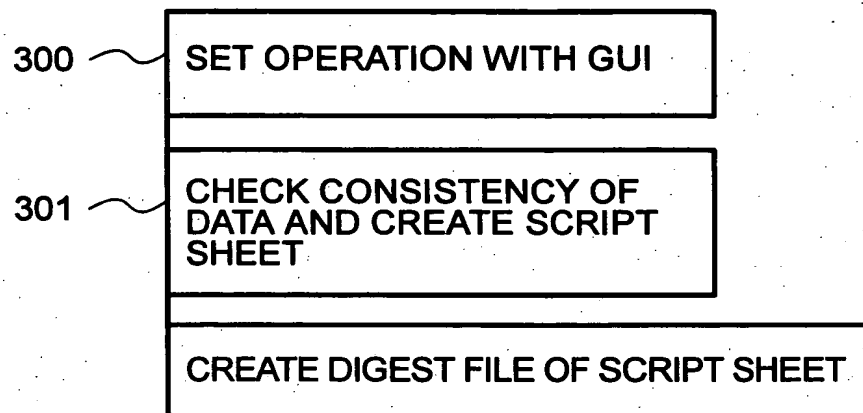 300 SET OPERATION WITH GUI
301 CHECK CONSISTENCY OF
DATA AND CREATE SCRIPT
SHEET
CREATE DIGEST FILE OF SCRIPT SHEET